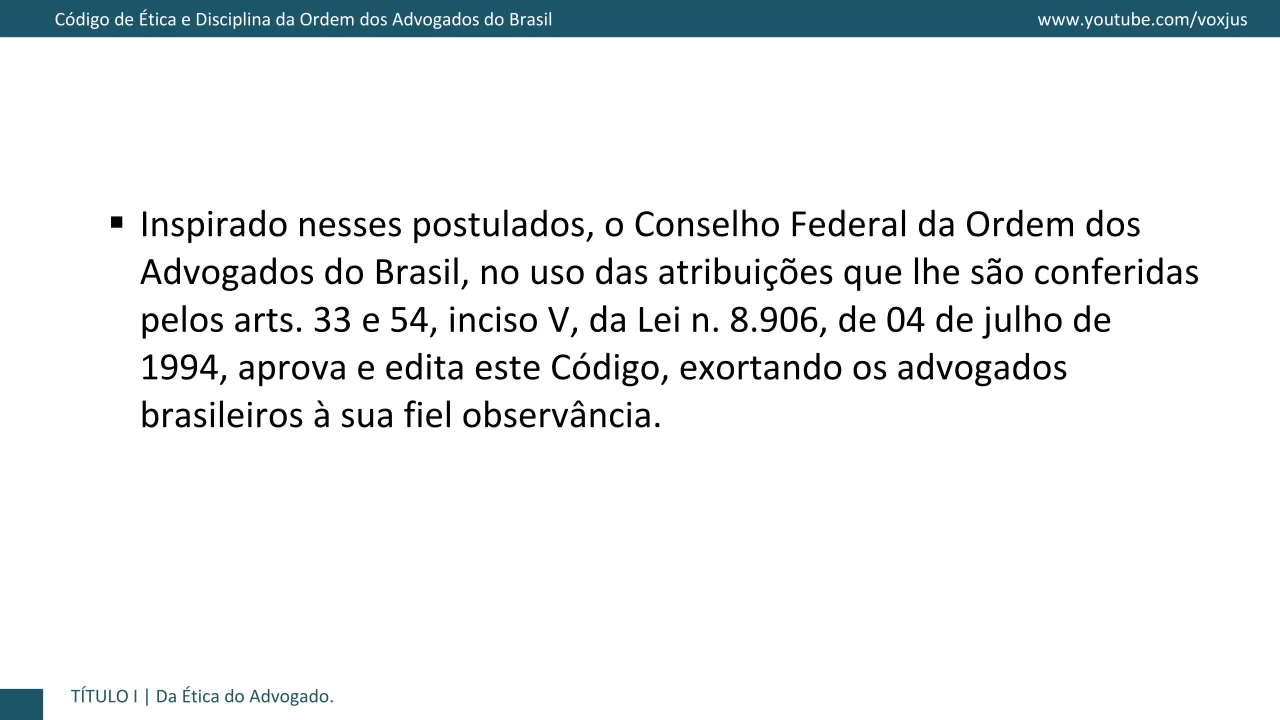 Código de Ética e Disciplina da Ordem dos Advogados do Brasil
www.youtube.com/voxjus
▪ Inspirado nesses postulados, o Conselho Federal da Ordem dos
Advogados do Brasil, no uso das atribuições que lhe são conferidas
pelos arts. 33 e 54, inciso V, da Lei n. 8.906, de 04 de julho de
1994, aprova e edita este Código, exortando os advogados
brasileiros à sua fiel observância.
TÍTULO I | Da Ética do Advogado.